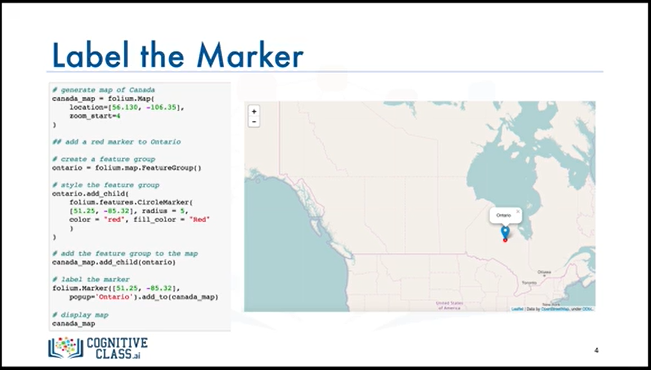 Label the Marker
# generate map of Canada
canada_map = folium.Map(
location=[56.130, -106.35],
zoom_start=4
)
## add a red marker to Ontario
# create a feature group
ontario = folium.map.FeatureGroup()
# style the feature group
ontario.add_child(
folium.features.CircleMarker(
[51.25, -85.32], radius = 5,
color = "red", fill_color = "Red"
)
)
# add the feature group to the map
canada_map.add_child(ontario)
# label the marker
folium.Marker([51.25, -85.32],
popup='Ontario').add_to(canada_map)
# display map
canada_map
+
-
Ontario
×
Ottawa
Toronto
United States
of America
New York
Leaflet | Data by © OpenStreetMap, under ODbL.
COGNITIVE
CLASS.ai
4